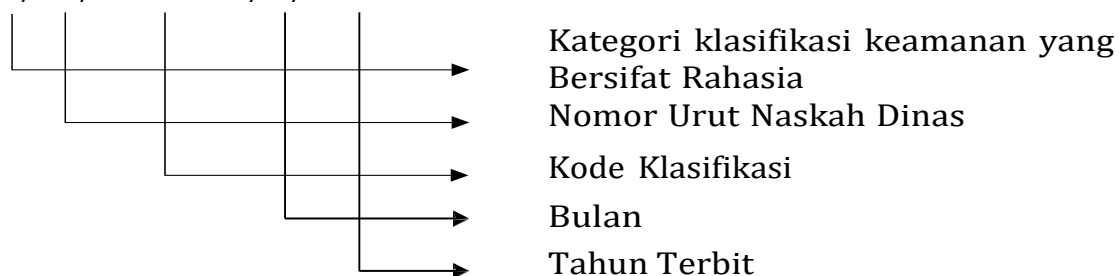 Kategori klasifikasi keamanan yang
Bersifat Rahasia
Nomor Urut Naskah Dinas
Kode Klasifikasi
Bulan
Tahun Terbit